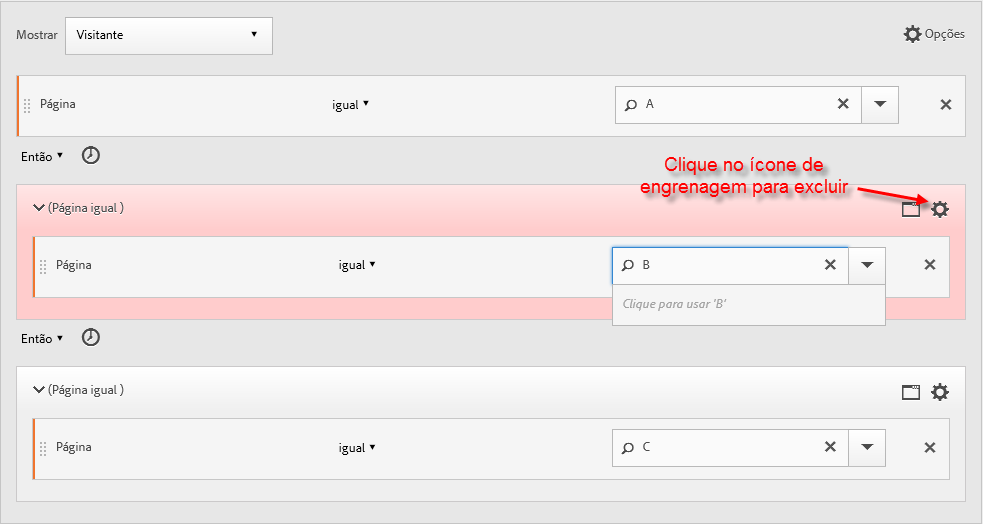 Mostrar Visitante Opções
Página igual A
Então
Clique no ícone de
engrenagem para excluir
(Página igual )
Página igual B
Clique para usar 'B'
Então
(Página igual )
Página igual C